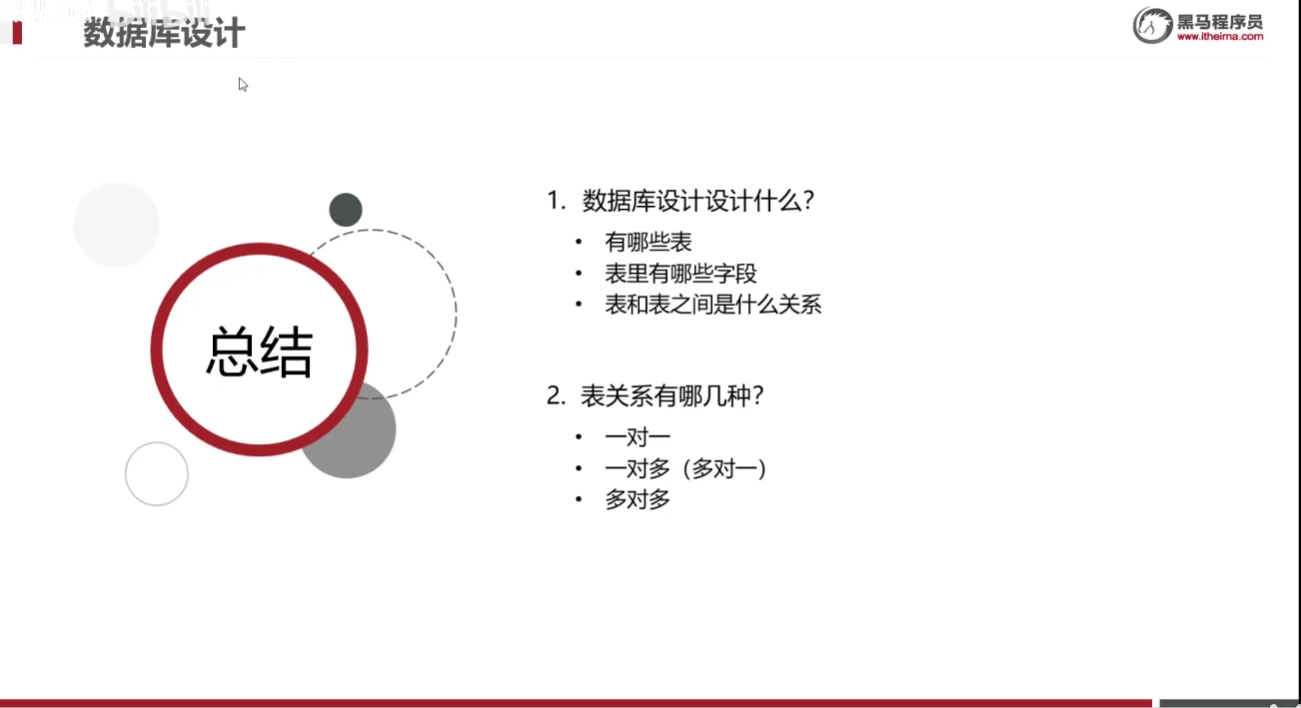 bilibili
数据库设计
黑马程序员
www.itheima.com
总结
1. 数据库设计设计什么？
• 有哪些表
• 表里有哪些字段
• 表和表之间是什么关系
2. 表关系有哪几种？
• 一对一
• 一对多（多对一）
• 多对多